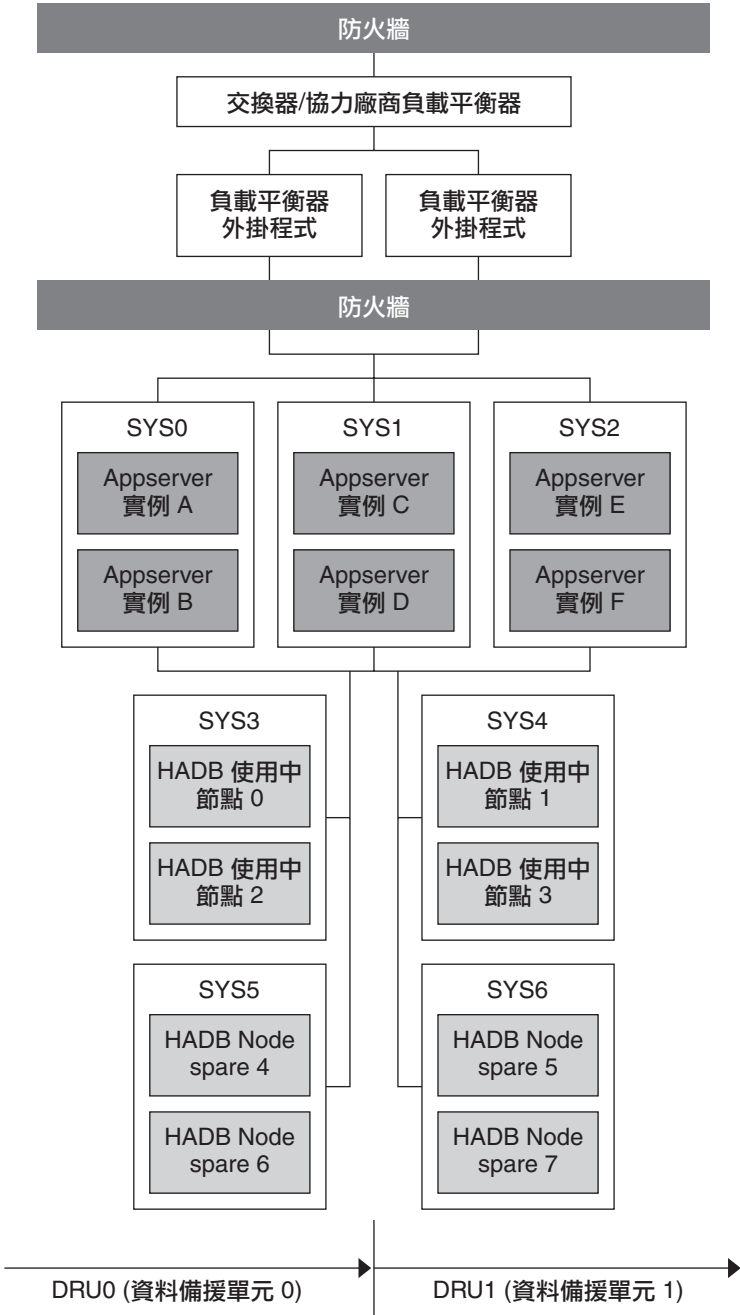 防火牆
交換器/協力廠商負載平衡器
負載平衡器
外掛程式
負載平衡器
外掛程式
防火牆
SYS0
Appserver
實例 A
Appserver
實例 B
SYS1
Appserver
實例 C
Appserver
實例 D
SYS2
Appserver
實例 E
Appserver
實例 F
SYS3
HADB 使用中
節點 0
HADB 使用中
節點 2
SYS4
HADB 使用中
節點 1
HADB 使用中
節點 3
SYS5
HADB Node
spare 4
HADB Node
spare 6
SYS6
HADB Node
spare 5
HADB Node
spare 7
DRU0 (資料備援單元 0)
DRU1 (資料備援單元 1)